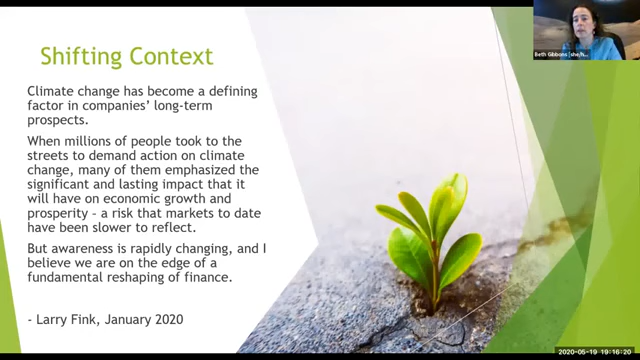 Shifting Context
Climate change has become a defining
factor in companies' long-term
prospects.
When millions of people took to the
streets to demand action on climate
change, many of them emphasized the
significant and lasting impact that it
will have on economic growth and
prosperity – a risk that markets to date
have been slower to reflect.
But awareness is rapidly changing, and I
believe we are on the edge of a
fundamental reshaping of finance.
- Larry Fink, January 2020
Beth Gibbons (she/h...
2020-05-19 19:16:20